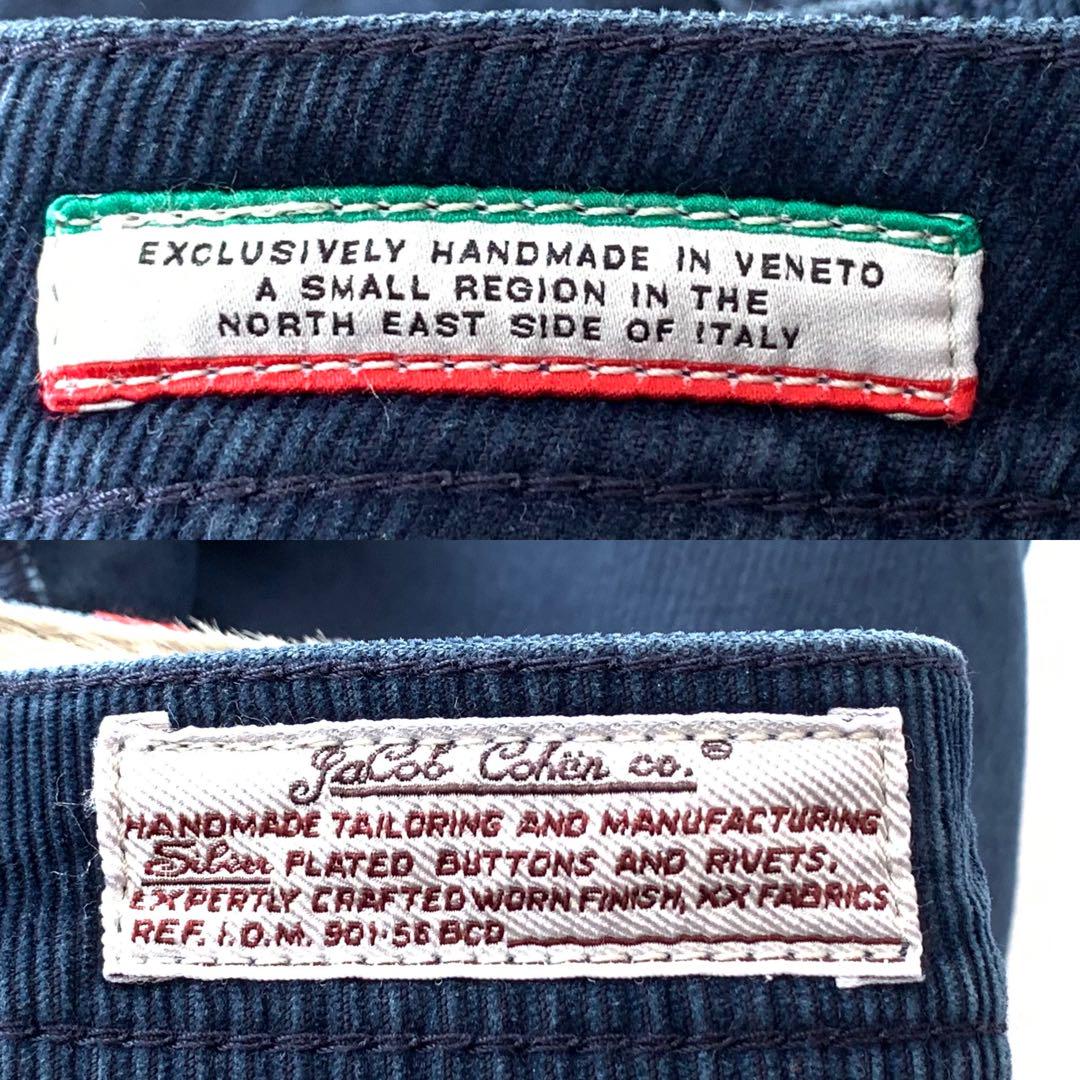 EXCLUSIVELY HANDMADE IN VENETO
A SMALL REGION IN THE
NORTH EAST SIDE OF ITALY
JaCob Cohën co.®
HANDMADE TAILORING AND MANUFACTURING
Silver PLATED BUTTONS AND RIVETS.
EXPERTLY CRAFTED WORN FINISH, XX FABRICS
REF. I.D.M. 901-56 BCD